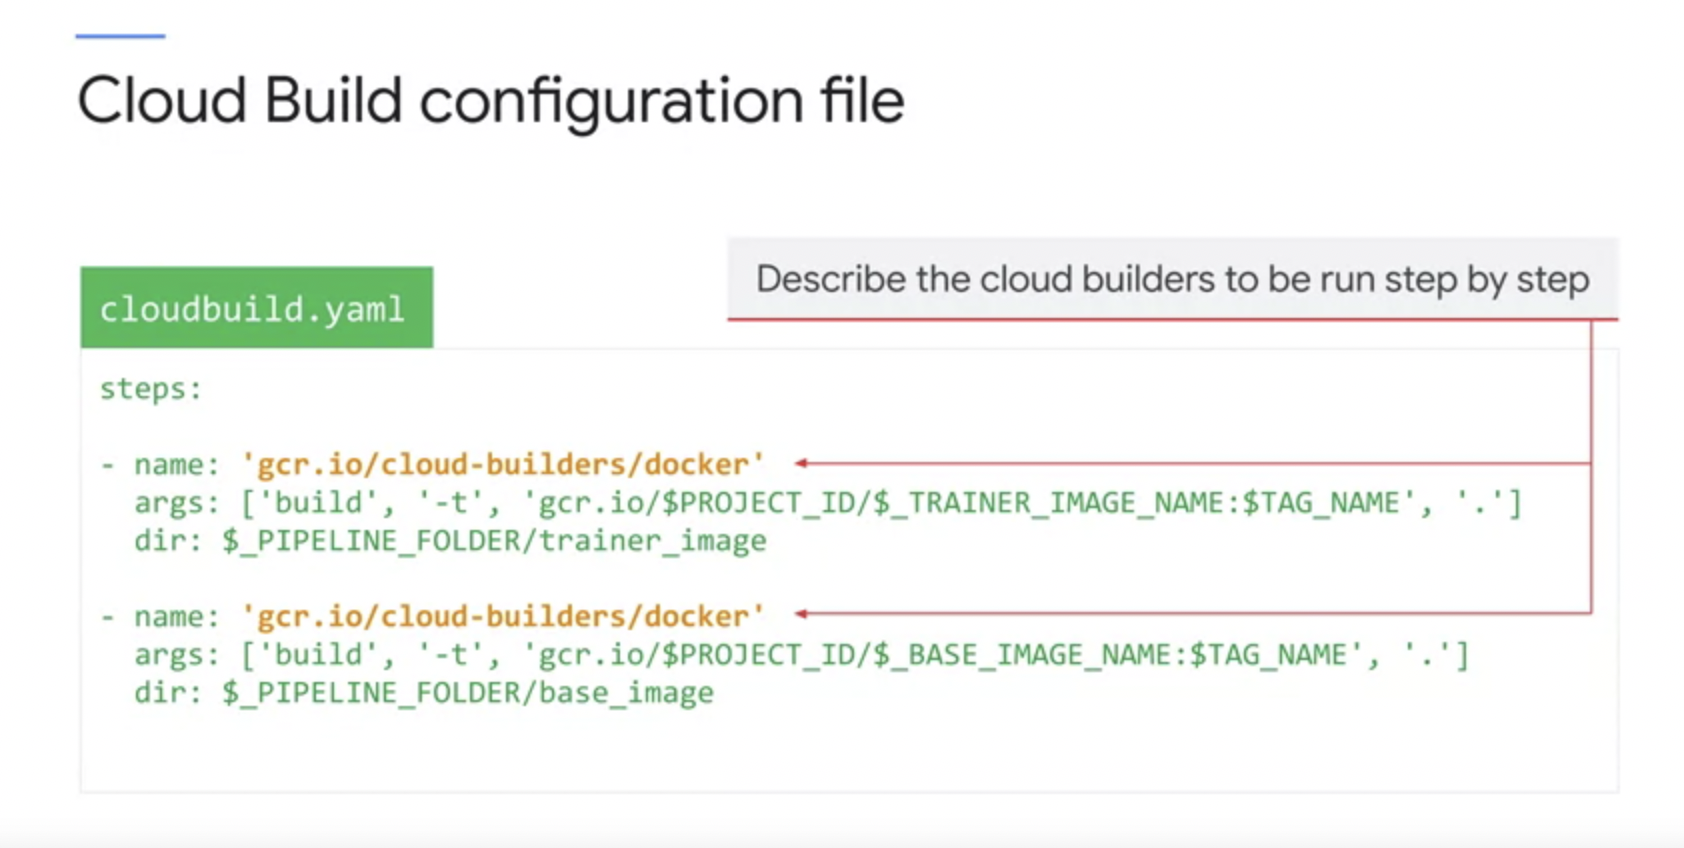 Cloud Build configuration file
Describe the cloud builders to be run step by step
cloudbuild.yaml
steps:
- name: 'gcr.io/cloud-builders/docker'
args: ['build', '-t', 'gcr.io/$PROJECT_ID/$_TRAINER_IMAGE_NAME:$TAG_NAME', '.']
dir: $_PIPELINE_FOLDER/trainer_image
- name: 'gcr.io/cloud-builders/docker'
args: ['build', '-t', 'gcr.io/$PROJECT_ID/$_BASE_IMAGE_NAME:$TAG_NAME', '.']
dir: $_PIPELINE_FOLDER/base_image